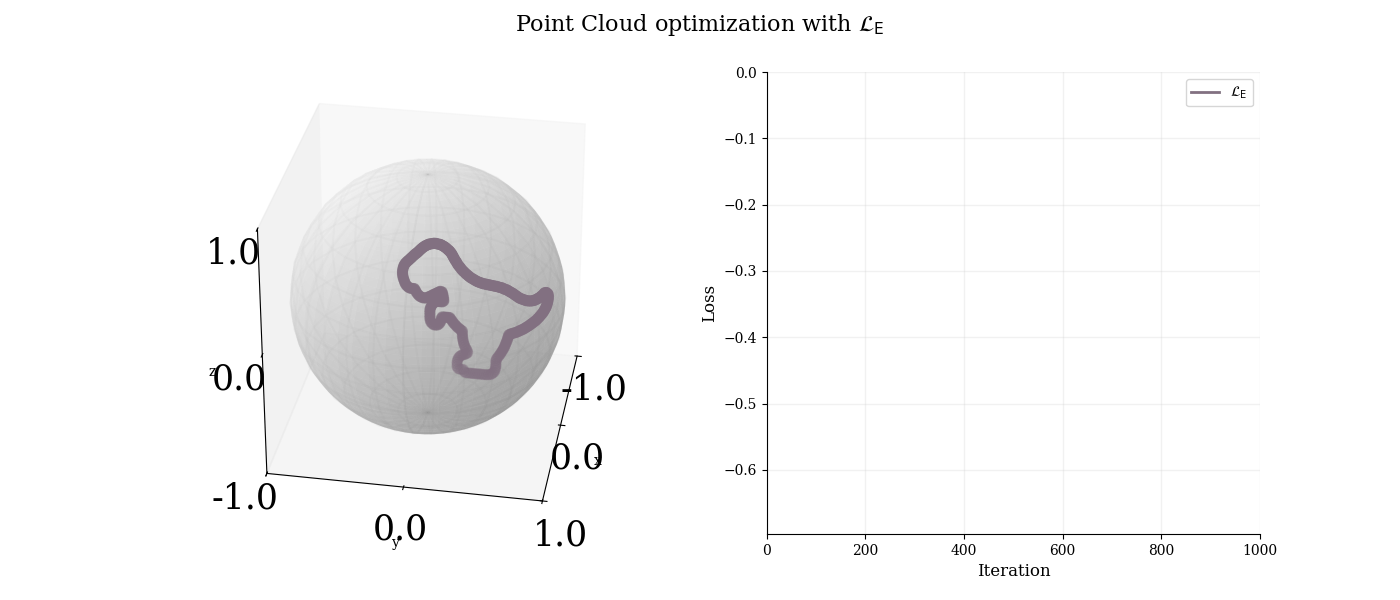 Point Cloud optimization with ℒ_E
1.0
z
0.0
-1.0
0.0
y
1.0
-1.0
0.0
x
0.0
−0.1
−0.2
−0.3
−0.4
−0.5
−0.6
Loss
ℒ_E
0 200 400 600 800 1000
Iteration